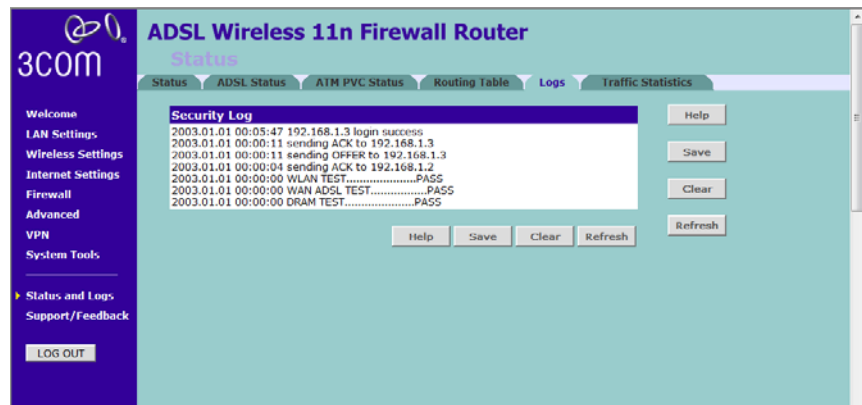 3COM
ADSL Wireless 11n Firewall Router
Status
Status ADSL Status ATM PVC Status Routing Table Logs Traffic Statistics
Welcome
LAN Settings
Wireless Settings
Internet Settings
Firewall
Advanced
VPN
System Tools
Status and Logs
Support/Feedback
LOG OUT
Security Log
2003.01.01 00:05:47 192.168.1.3 login success
2003.01.01 00:00:11 sending ACK to 192.168.1.3
2003.01.01 00:00:11 sending OFFER to 192.168.1.3
2003.01.01 00:00:04 sending ACK to 192.168.1.2
2003.01.01 00:00:00 WLAN TEST.....................PASS
2003.01.01 00:00:00 WAN ADSL TEST.................PASS
2003.01.01 00:00:00 DRAM TEST.....................PASS
Help Save Clear Refresh
Help
Save
Clear
Refresh